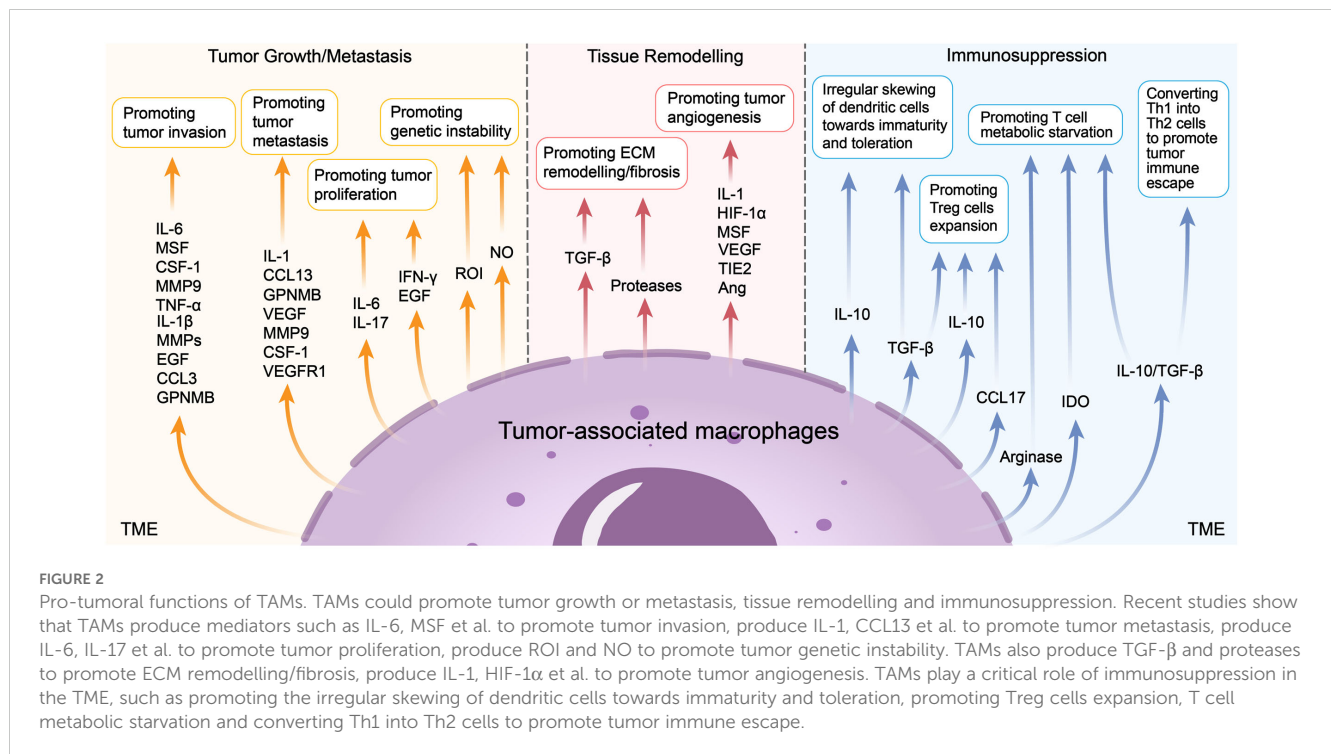 Tumor Growth/Metastasis
Promoting
tumor invasion
Promoting
tumor
metastasis
Promoting
genetic instability
Promoting tumor
proliferation
IL-6
MSF
CSF-1
MMP9
TNF-α
IL-1β
MMPs
EGF
CCL3
GPNMB
IL-1
CCL13
GPNMB
VEGF
MMP9
CSF-1
VEGFR1
IL-6
IL-17
IFN-γ
EGF
ROI
NO
TME
Tissue Remodelling
Promoting ECM
remodelling/fibrosis
Promoting tumor
angiogenesis
TGF-β
Proteases
IL-1
HIF-1α
MSF
VEGF
TIE2
Ang
Immunosuppression
Irregular skewing
of dendritic cells
towards immaturity
and toleration
Promoting
Treg cells
expansion
Promoting T cell
metabolic starvation
Converting
Th1 into
Th2 cells
to promote
tumor
immune
escape
IL-10
TGF-β
IL-10
CCL17
Arginase
IDO
IL-10/TGF-β
TME
Tumor-associated macrophages
FIGURE 2
Pro-tumoral functions of TAMs. TAMs could promote tumor growth or metastasis, tissue remodelling and immunosuppression. Recent studies show
that TAMs produce mediators such as IL-6, MSF et al. to promote tumor invasion, produce IL-1, CCL13 et al. to promote tumor metastasis, produce
IL-6, IL-17 et al. to promote tumor proliferation, produce ROI and NO to promote tumor genetic instability. TAMs also produce TGF-β and proteases
to promote ECM remodelling/fibrosis, produce IL-1, HIF-1α et al. to promote tumor angiogenesis. TAMs play a critical role of immunosuppression in
the TME, such as promoting the irregular skewing of dendritic cells towards immaturity and toleration, promoting Treg cells expansion, T cell
metabolic starvation and converting Th1 into Th2 cells to promote tumor immune escape.